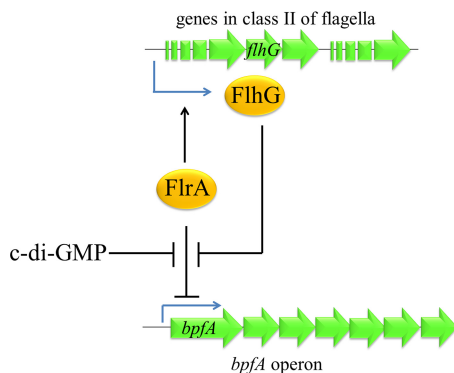 genes in class II of flagella
flhG
FlhG
FlrA
c-di-GMP
bpfA
bpfA operon